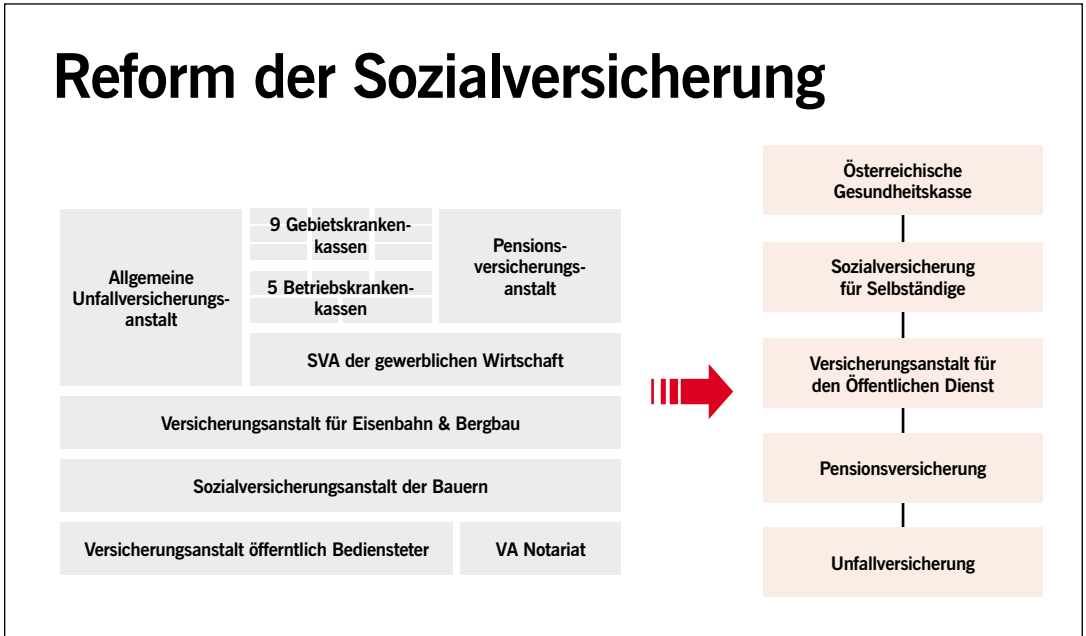 Reform der Sozialversicherung
Allgemeine
Unfallversicherungs-
anstalt
9 Gebietskranken-
kassen
5 Betriebskranken-
kassen
Pensions-
versicherungs-
anstalt
SVA der gewerblichen Wirtschaft
Versicherungsanstalt für Eisenbahn & Bergbau
Sozialversicherungsanstalt der Bauern
Versicherungsanstalt öfferntlich Bediensteter
VA Notariat
Österreichische
Gesundheitskasse
Sozialversicherung
für Selbständige
Versicherungsanstalt für
den Öffentlichen Dienst
Pensionsversicherung
Unfallversicherung